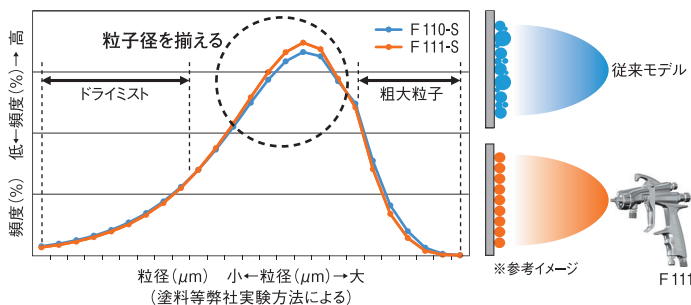 粒子径を揃える
F110-S
F111-S
ドライミスト
粗大粒子
頻度(%) 低←頻度(%)→高
粒径(μm) 小←粒径(μm)→大
(塗料等弊社実験方法による)
従来モデル
※参考イメージ
F111